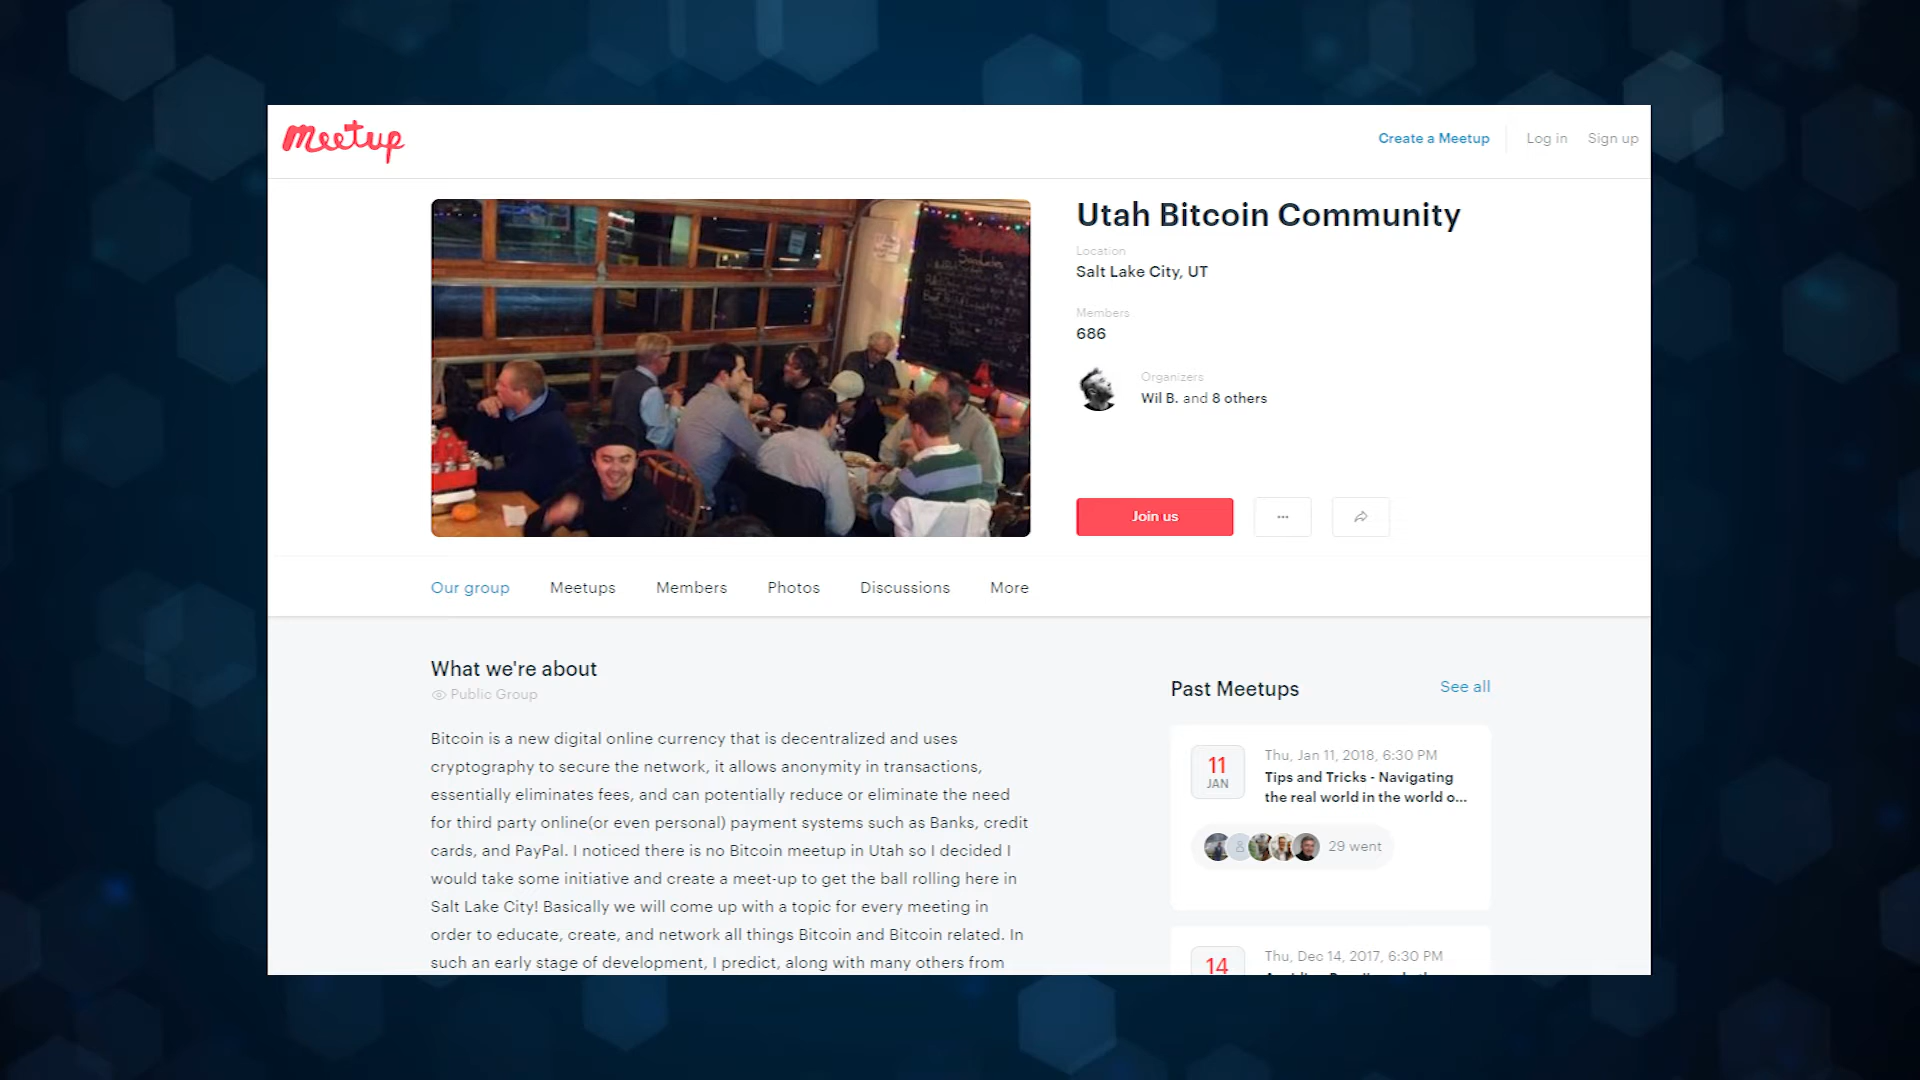 Meetup
Create a Meetup
Log in
Sign up
Utah Bitcoin Community
Location
Salt Lake City, UT
Members
686
Organizers
Wil B. and 8 others
Join us
Our group
Meetups
Members
Photos
Discussions
More
What we're about
Public Group
Bitcoin is a new digital online currency that is decentralized and uses
cryptography to secure the network, it allows anonymity in transactions,
essentially eliminates fees, and can potentially reduce or eliminate the need
for third party online(or even personal) payment systems such as Banks, credit
cards, and PayPal. I noticed there is no Bitcoin meetup in Utah so I decided I
would take some initiative and create a meet-up to get the ball rolling here in
Salt Lake City! Basically we will come up with a topic for every meeting in
order to educate, create, and network all things Bitcoin and Bitcoin related. In
such an early stage of development, I predict, along with many others from
Past Meetups
See all
11
JAN
Thu, Jan 11, 2018, 6:30 PM
Tips and Tricks - Navigating
the real world in the world o...
29 went
14
Thu, Dec 14, 2017, 6:30 PM